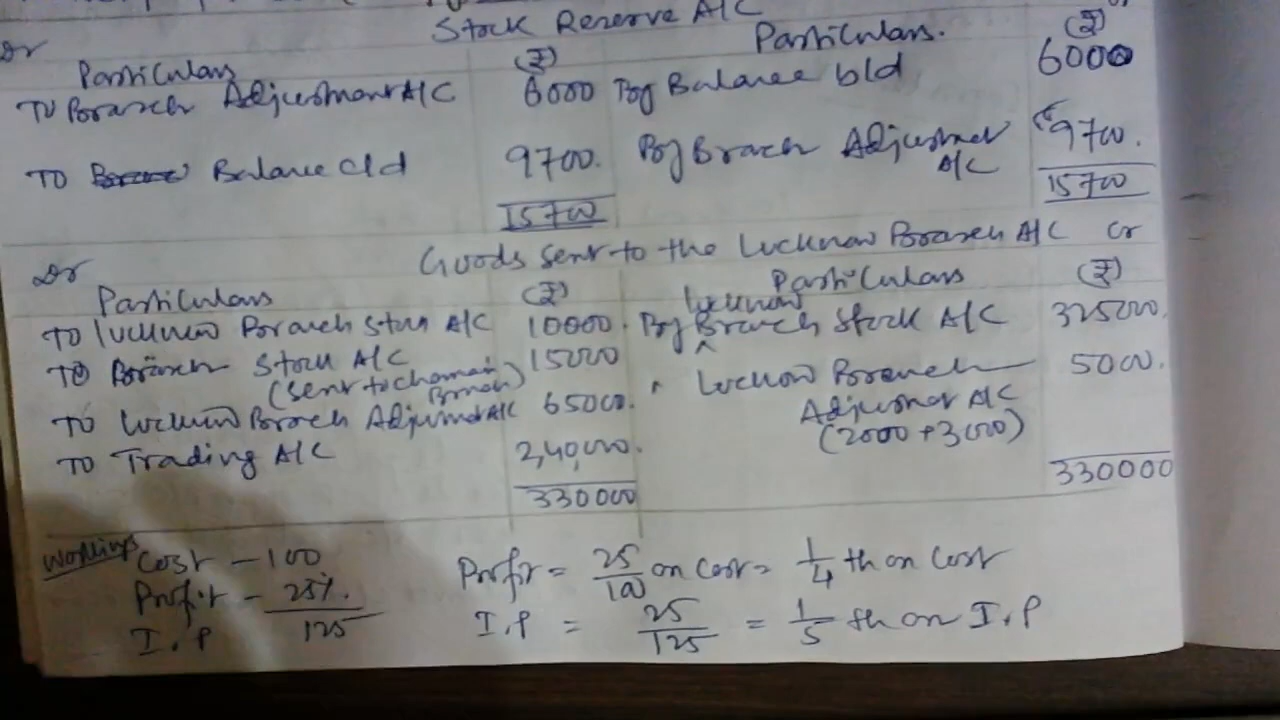 Stock Reserve A/C
Dr
Particulars (₹) Particulars. (₹)
To Branch Adjustment A/C 6000 By Balance b/d 6000
To Balance c/d 9700. By Branch Adjustment A/C 9700.
15700 15700
Goods sent to the Lucknow Branch A/C Cr
Dr
Particulars (₹) Particulars (₹)
To Lucknow Branch Stock A/C 10000. By Lucknow Branch Stock A/C 325000.
To Branch Stock A/C 15000 " Lucknow Branch 5000.
(sent to Branch) Adjustment A/C
To Lucknow Branch Adjustment A/C 65000. (2000 + 3000)
To Trading A/C 2,40,000.
330000 330000
Workings
Cost - 100 Profit = 25/100 on cost = 1/4 th on cost
Profit - 25%.
I.P 125 I.P = 25/125 = 1/5 th on I.P